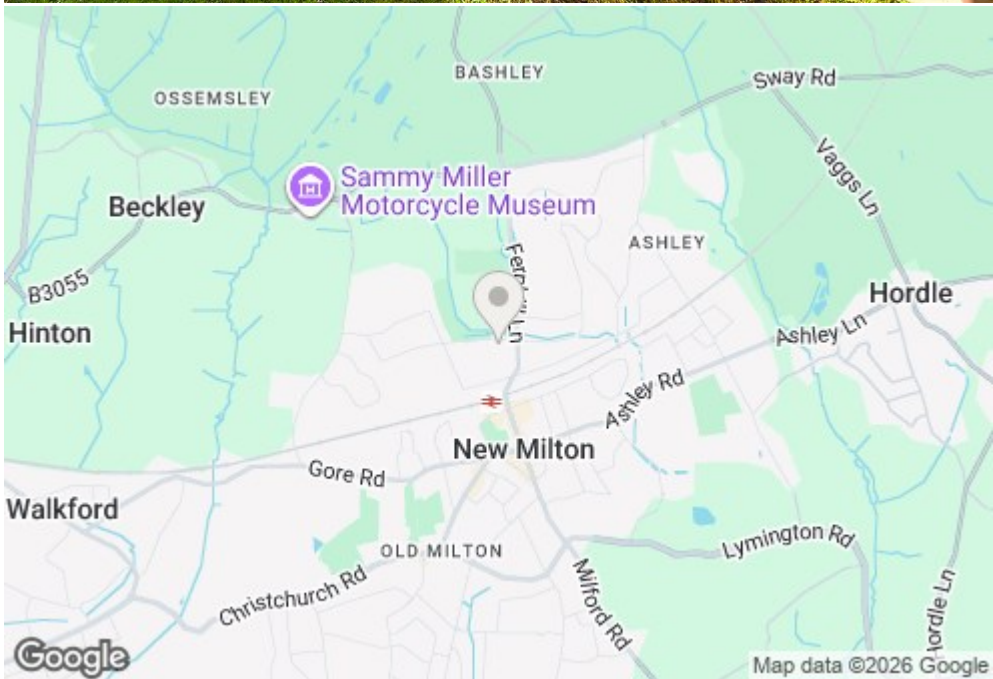 BASHLEY
Sway Rd
OSSEMSLEY
Vaggs Ln
Sammy Miller
Motorcycle Museum
Beckley
ASHLEY
B3055
Hordle
Hinton
Ashley Ln
Ashley Rd
New Milton
Gore Rd
Walkford
OLD MILTON
Lymington Rd
Christchurch Rd
Milford Rd
Hordle Ln
Google
Map data ©2026 Google